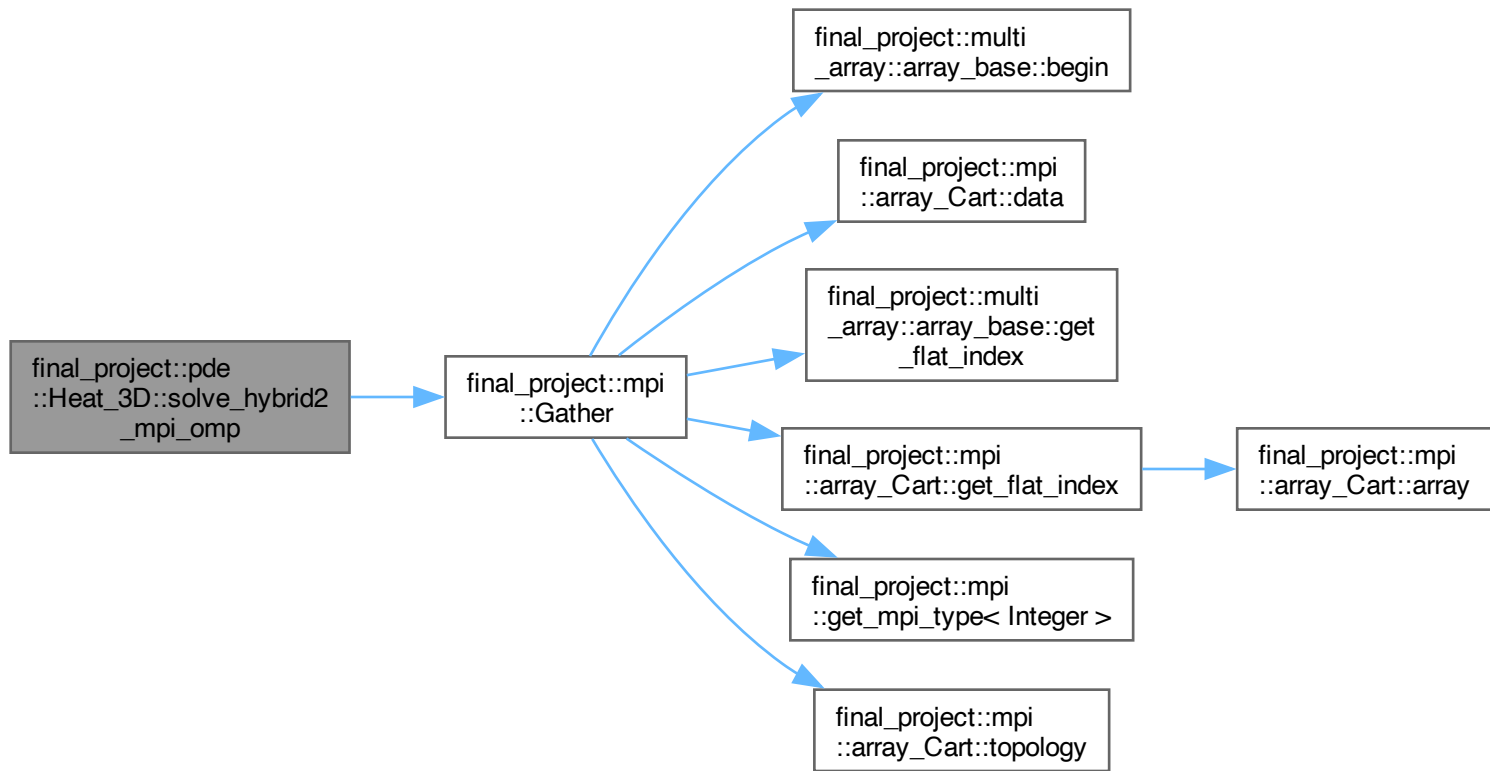 final_project::pde
::Heat_3D::solve_hybrid2
_mpi_omp
final_project::mpi
::Gather
final_project::multi
_array::array_base::begin
final_project::mpi
::array_Cart::data
final_project::multi
_array::array_base::get
_flat_index
final_project::mpi
::array_Cart::get_flat_index
final_project::mpi
::array_Cart::array
final_project::mpi
::get_mpi_type< Integer >
final_project::mpi
::array_Cart::topology